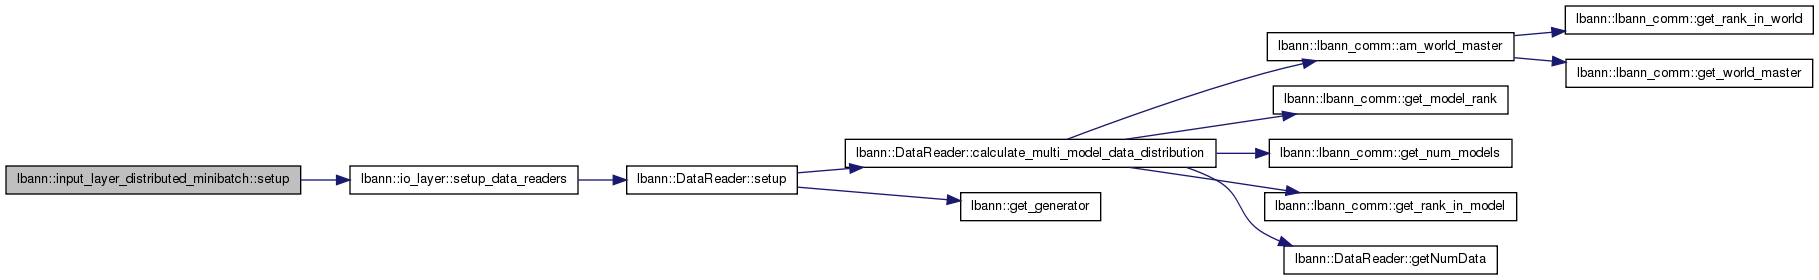 lbann::input_layer_distributed_minibatch::setup
lbann::io_layer::setup_data_readers
lbann::DataReader::setup
lbann::DataReader::calculate_multi_model_data_distribution
lbann::get_generator
lbann::lbann_comm::am_world_master
lbann::lbann_comm::get_model_rank
lbann::lbann_comm::get_num_models
lbann::lbann_comm::get_rank_in_model
lbann::DataReader::getNumData
lbann::lbann_comm::get_rank_in_world
lbann::lbann_comm::get_world_master